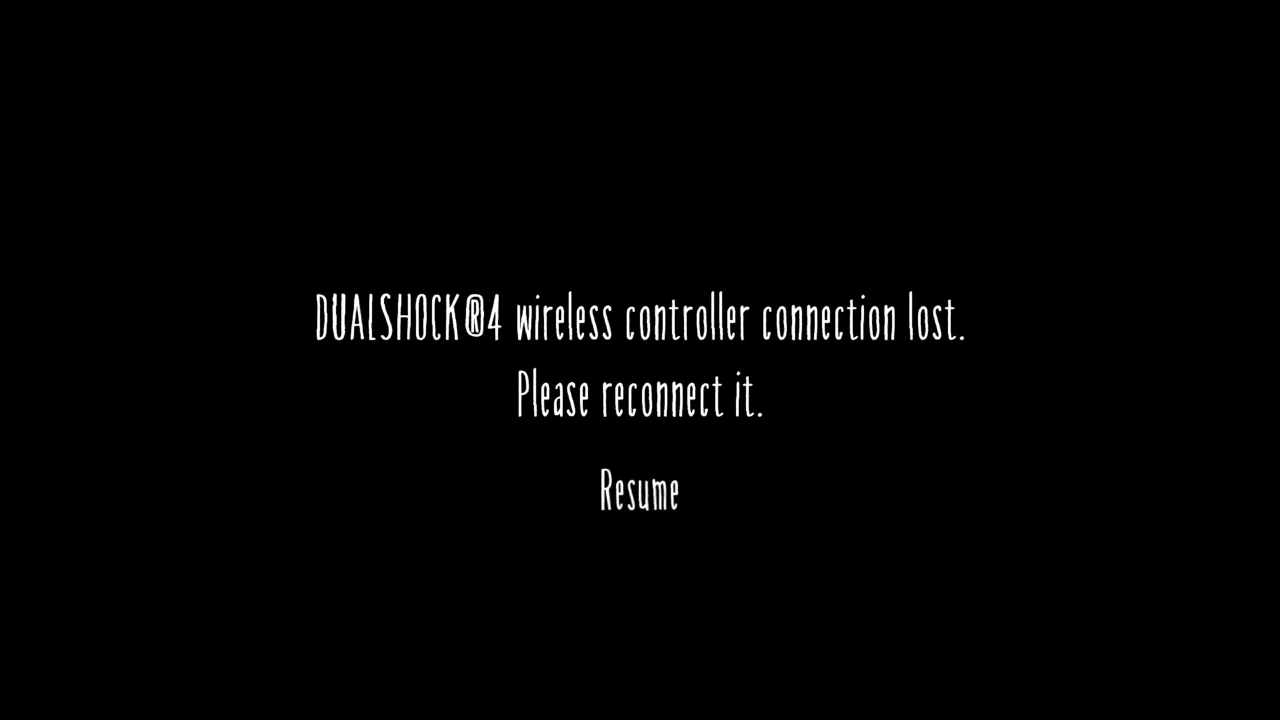 DUALSHOCK®4 wireless controller connection lost.
Please reconnect it.
Resume